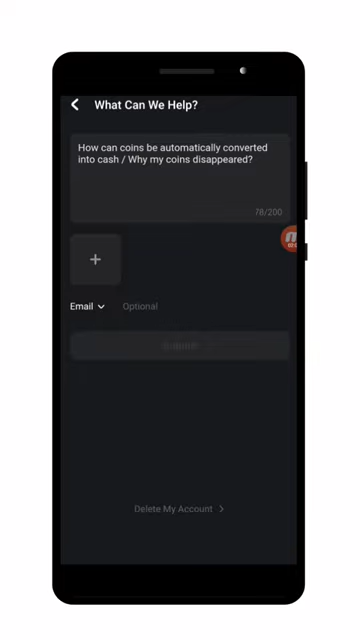 What Can We Help?
How can coins be automatically converted
into cash / Why my coins disappeared?
70/200
+
Email
Optional
Delete My Account